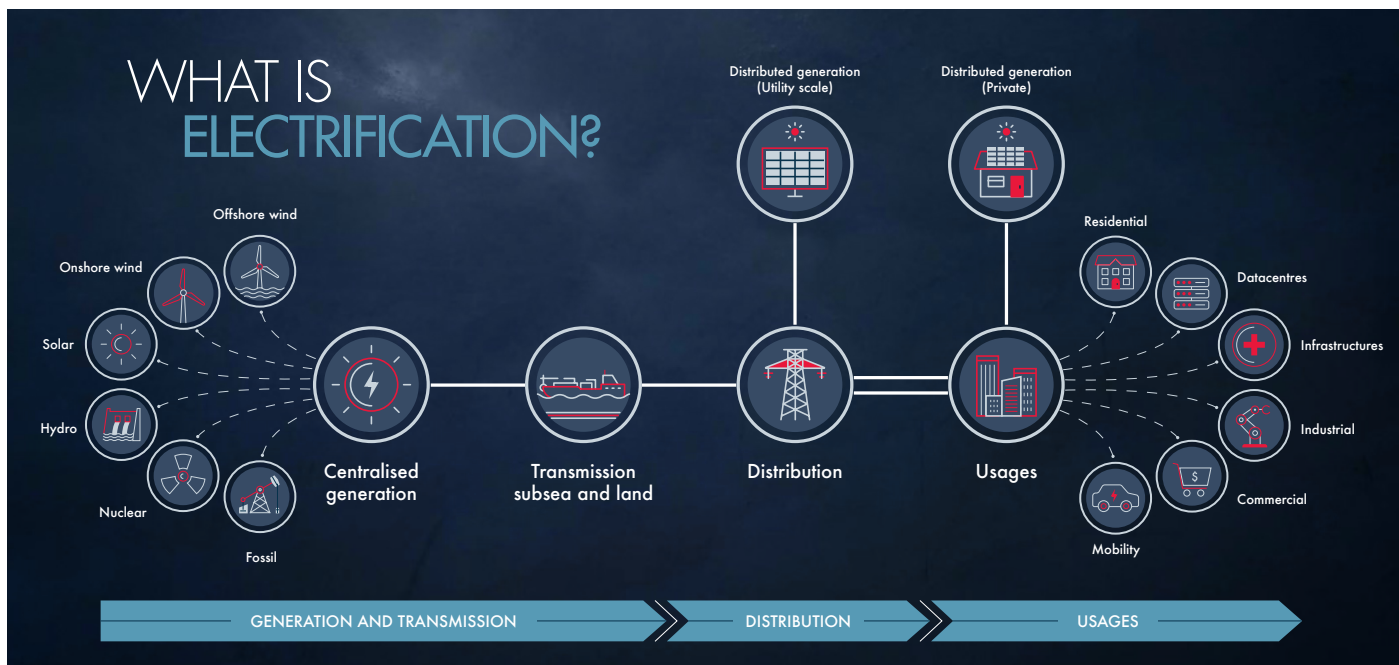 WHAT IS
ELECTRIFICATION?
Distributed generation
(Utility scale)
Distributed generation
(Private)
Offshore wind
Onshore wind
Solar
Hydro
Nuclear
Fossil
Centralised
generation
Transmission
subsea and land
Distribution
Usages
Residential
Datacentres
Infrastructures
Industrial
$
Commercial
Mobility
GENERATION AND TRANSMISSION
DISTRIBUTION
USAGES